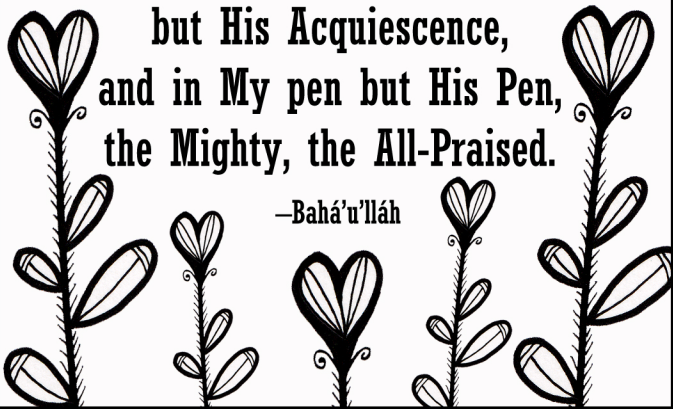 but His Acquiescence,
and in My pen but His Pen,
the Mighty, the All-Praised.
—Bahá’u’lláh